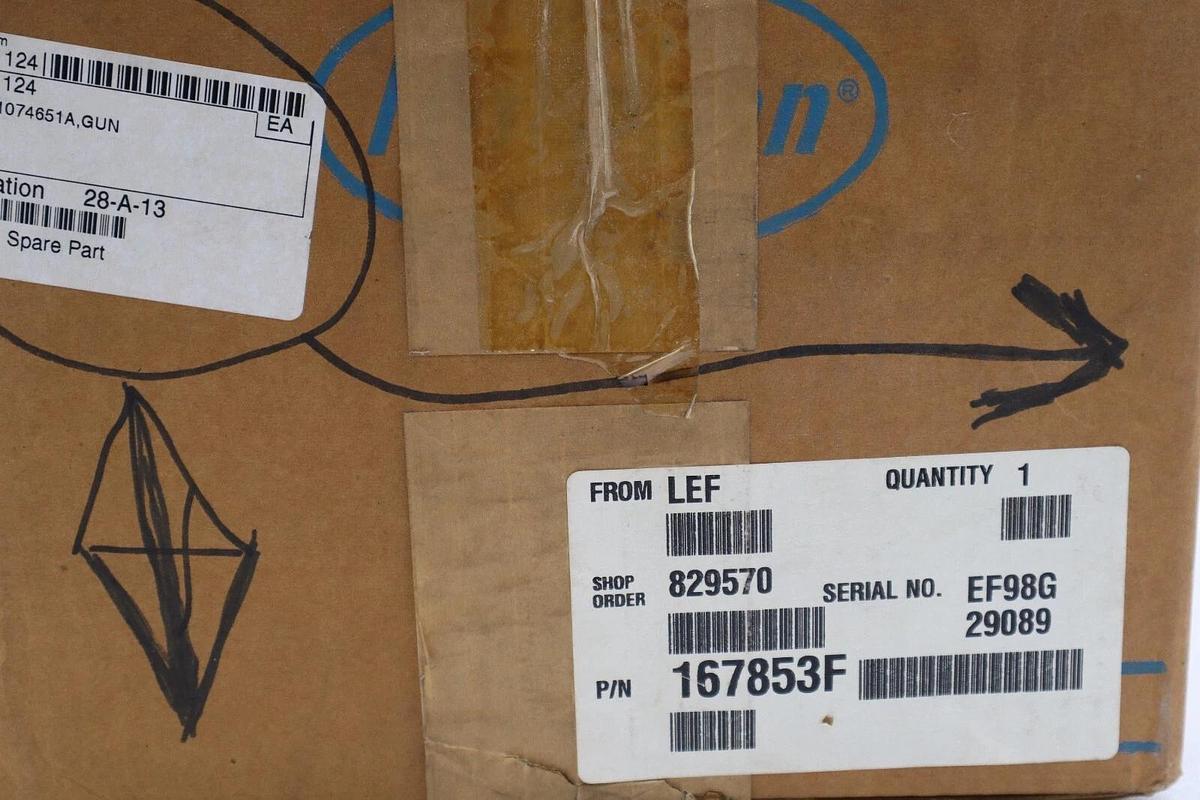 124
124
1074651A,GUN
EA
28-A-13
Spare Part
n®
FROM LEF
QUANTITY 1
SHOP ORDER 829570
SERIAL NO. EF98G
29089
P/N 167853F